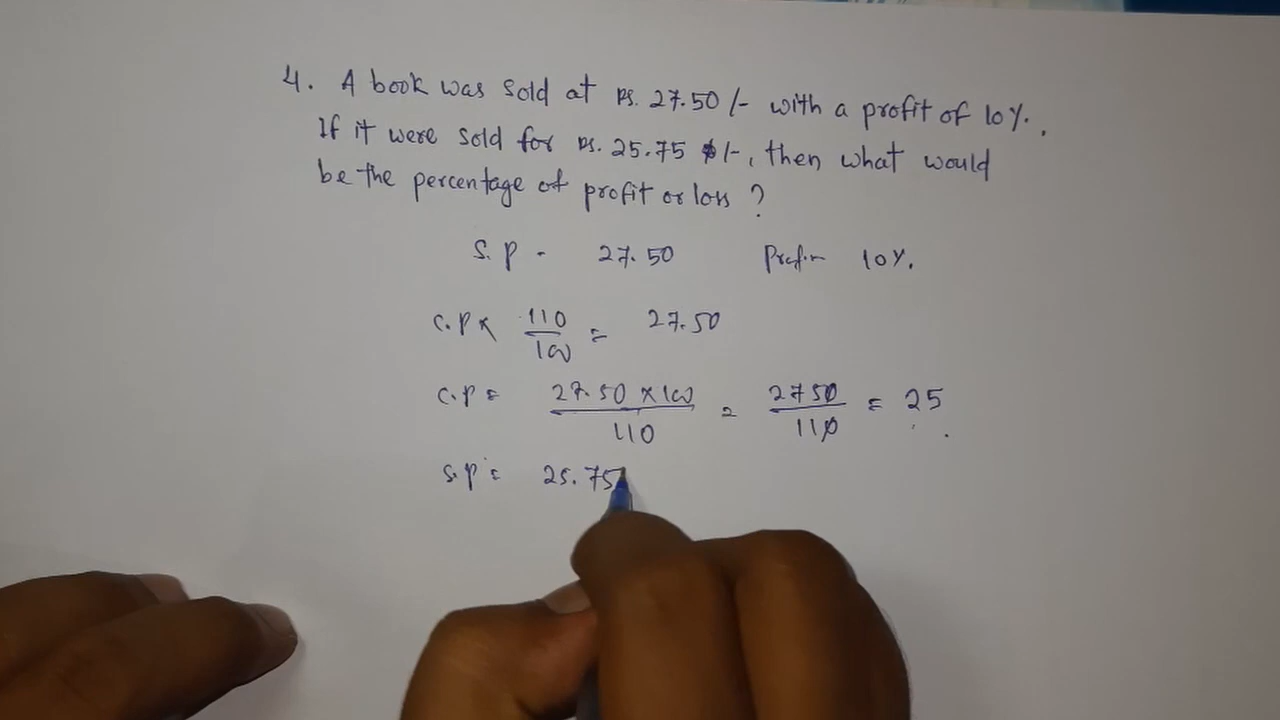 4. A book was sold at Rs. 27.50 /- with a profit of 10%.
If it were sold for Rs. 25.75 /-, then what would
be the percentage of profit or loss ?
S.P - 27.50 Profit 10%.
C.P x 110/100 = 27.50
C.P = 27.50 x 100/110 = 2750/110 = 25.
S.P = 25.75